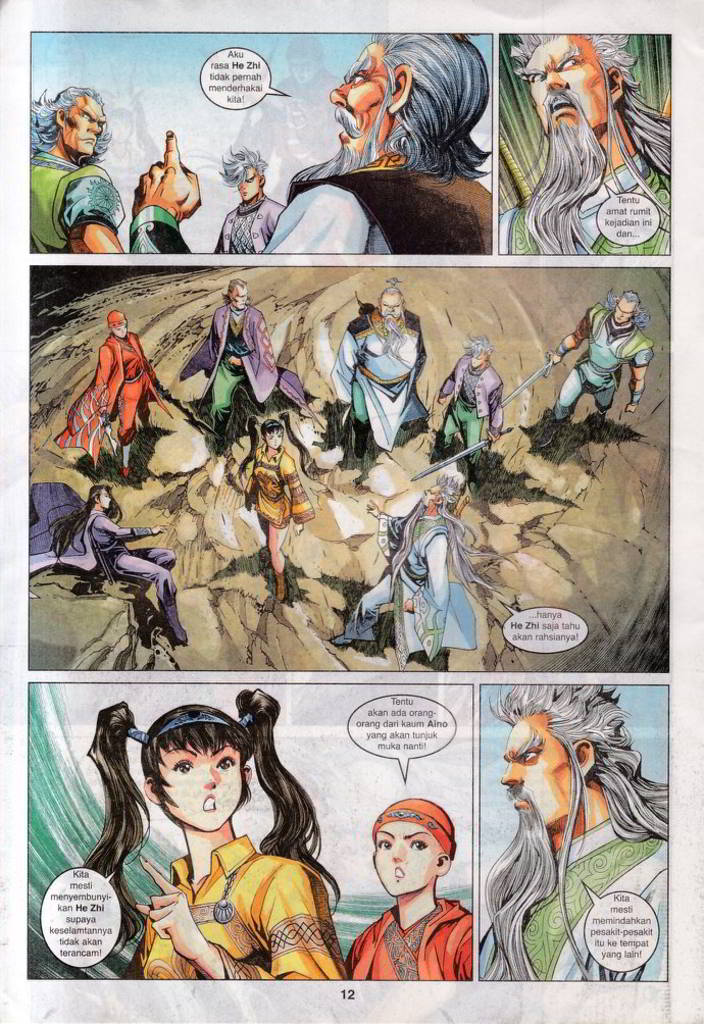 Aku
rasa He Zhi
tidak pernah
menderhakai
kita!
Tentu
amat rumit
kejadian ini
dan...
...hanya
He Zhi saja tahu
akan rahsianya!
Kita
mesti
menyembunyi-
kan He Zhi
supaya
keselamtannya
tidak akan
terancam!
Tentu
akan ada orang-
orang dari kaum Aino
yang akan tunjuk
muka nanti!
Kita
mesti
memindahkan
pesakit-pesakit
itu ke tempat
yang lain!
12